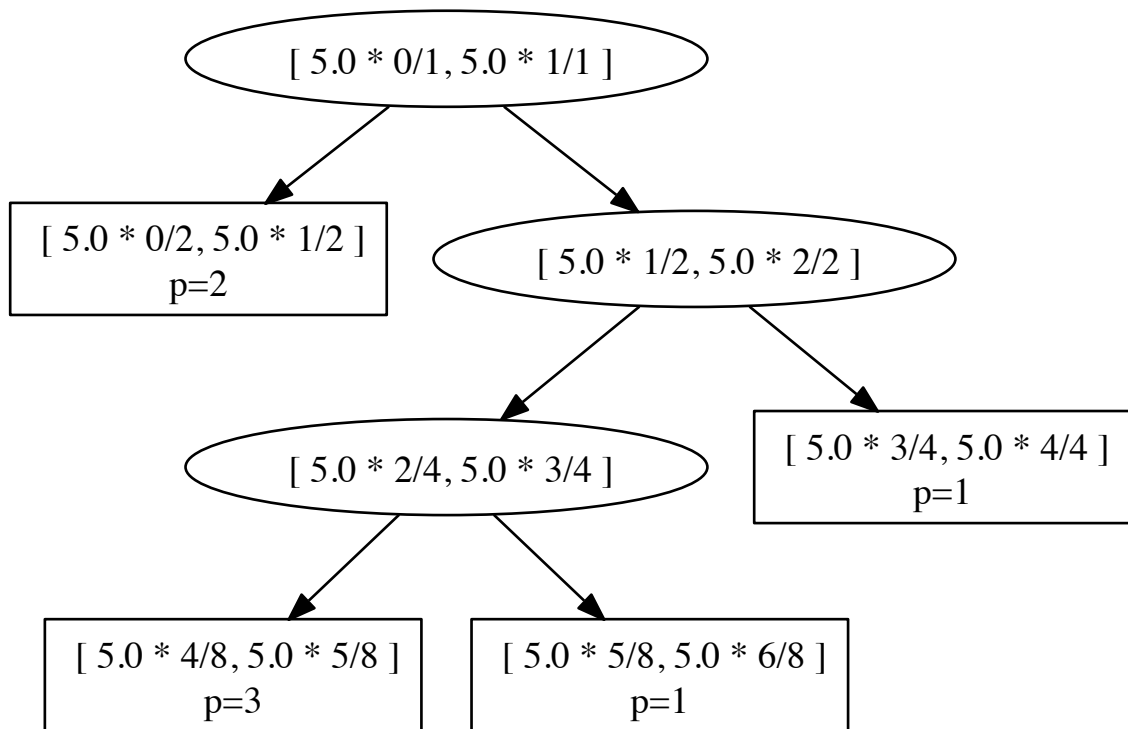 [ 5.0 * 0/1, 5.0 * 1/1 ]
[ 5.0 * 0/2, 5.0 * 1/2 ]
p=2
[ 5.0 * 1/2, 5.0 * 2/2 ]
[ 5.0 * 2/4, 5.0 * 3/4 ]
[ 5.0 * 3/4, 5.0 * 4/4 ]
p=1
[ 5.0 * 4/8, 5.0 * 5/8 ]
p=3
[ 5.0 * 5/8, 5.0 * 6/8 ]
p=1